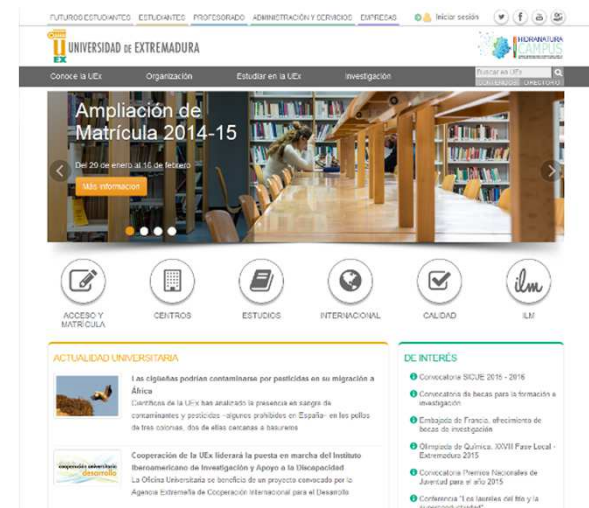 FUTUROS ESTUDIANTES ESTUDIANTES PROFESORADO ADMINISTRACIÓN Y SERVICIOS EMPRESAS Iniciar sesión
UNIVERSIDAD DE EXTREMADURA
UEX
HIDRANATURA
CAMPUS
Conoce la UEx Organización Estudiar en la UEx Investigación
Buscar en UEx
CONTENIDOS DIRECTORIO
Ampliación de
Matrícula 2014-
15
Del 29 de enero al 16 de febrero
Más información
ACCESO Y
MATRÍCULA
CENTROS
ESTUDIOS
INTERNACIONAL
CALIDAD
ilm
ILM
ACTUALIDAD UNIVERSITARIA
Las cigüeñas podrían contaminarse por pesticidas en su migración a
África
Científicos de la UEx han analizado la presencia en sangre de
contaminantes y pesticidas -algunos prohibidos en España- en los pollos
de tres colonias, dos de ellas cercanas a basureros
cooperación universitaria
desarrollo
Cooperación de la UEx liderará la puesta en marcha del Instituto
Iberoamericano de Investigación y Apoyo a la Discapacidad
La Oficina Universitaria se beneficia de un proyecto convocado por la
Agencia Extremeña de Cooperación Internacional para el Desarrollo
DE INTERÉS
Convocatoria SICUE 2015 - 2016
Convocatoria de becas para la formación e
investigación
Embajada de Francia, ofrecimiento de
becas de investigación
Olimpiada de Química. XXVIII Fase Local -
Extremadura 2015
Convocatoria Premios Nacionales de
Juventud para el año 2015
Conferencia "Los laureles del frío y la
superconductividad"